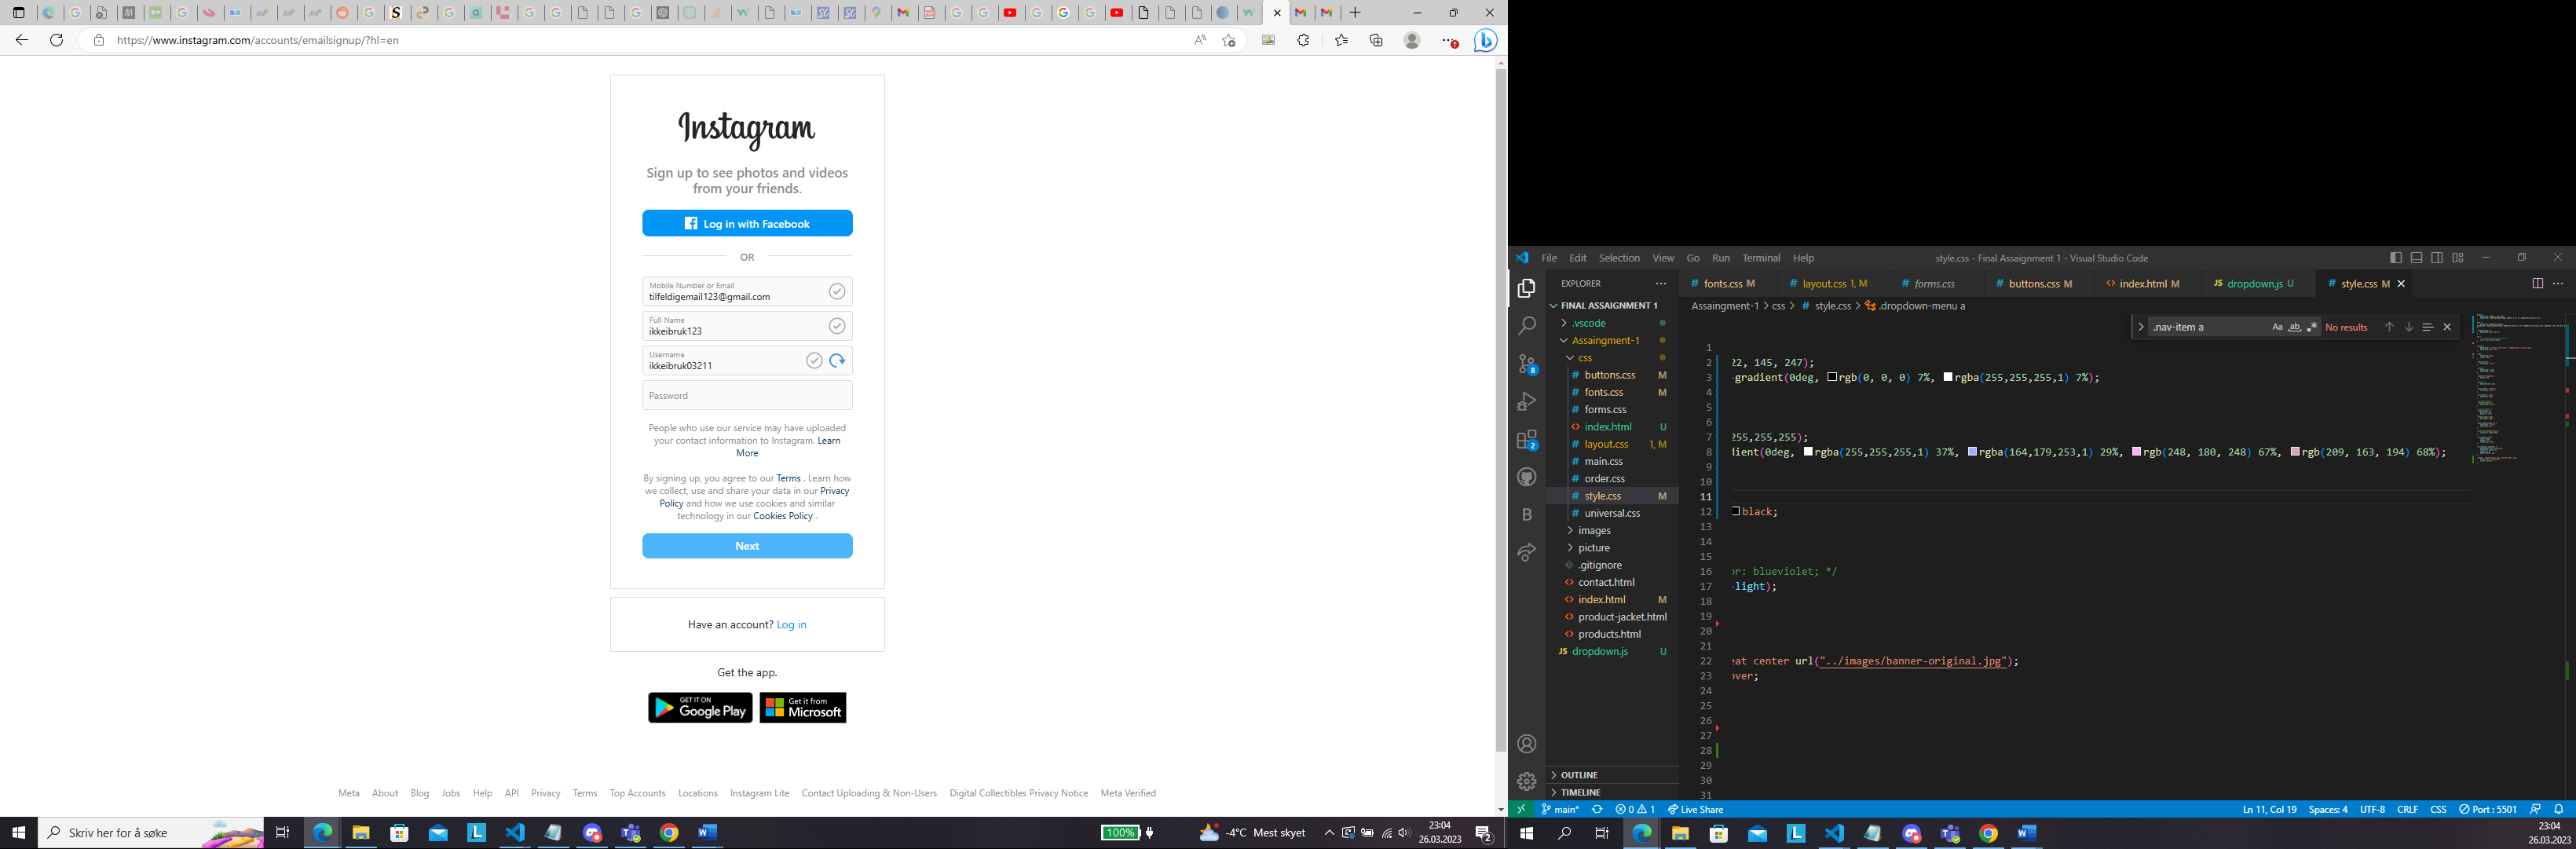 https://www.instagram.com/accounts/emailsignup/?hl=en
Instagram
Sign up to see photos and videos
from your friends.
Log in with Facebook
OR
Mobile Number or Email
tilfeldigemail123@gmail.com
Full Name
ikkeibruk123
Username
ikkeibruk03211
Password
People who use our service may have uploaded
your contact information to Instagram. Learn
More
By signing up, you agree to our Terms . Learn how
we collect, use and share your data in our Privacy
Policy and how we use cookies and similar
technology in our Cookies Policy .
Next
Have an account? Log in
Get the app.
GET IT ON
Google Play
Get it from
Microsoft
Meta About Blog Jobs Help API Privacy Terms Top Accounts Locations Instagram Lite Contact Uploading & Non-Users Digital Collectibles Privacy Notice Meta Verified
Skriv her for å søke
100%
-4°C Mest skyet
23:04
26.03.2023
2
File Edit Selection View Go Run Terminal Help
style.css - Final Assaignment 1 - Visual Studio Code
EXPLORER
fonts.css M
layout.css 1, M
forms.css
buttons.css M
index.html M
JS dropdown.js U
style.css M
FINAL ASSAIGNMENT 1
Assaingment-1 > css > # style.css > .dropdown-menu a
.nav-item a
Aa ab No results
.vscode
Assaingment-1
css
# buttons.css M
# fonts.css M
# forms.css
index.html U
# layout.css 1, M
# main.css
# order.css
# style.css M
# universal.css
images
picture
.gitignore
contact.html
index.html M
product-jacket.html
products.html
JS dropdown.js U
OUTLINE
TIMELINE
8
2
B
1
2 22, 145, 247);
3 -gradient(0deg, rgb(0, 0, 0) 7%, rgba(255,255,255,1) 7%);
4
5
6
7 255,255,255);
8 lient(0deg, rgba(255,255,255,1) 37%, rgba(164,179,253,1) 29%, rgb(248, 180, 248) 67%, rgb(209, 163, 194) 68%);
9
10
11
12 black;
13
14
15
16 or: blueviolet; */
17 -light);
18
19
20
21
22 eat center url("../images/banner-original.jpg");
23 over;
24
25
26
27
28
29
30
31
main* 0 1 Live Share
Ln 11, Col 19 Spaces: 4 UTF-8 CRLF CSS Port : 5501
23:04
26.03.2023